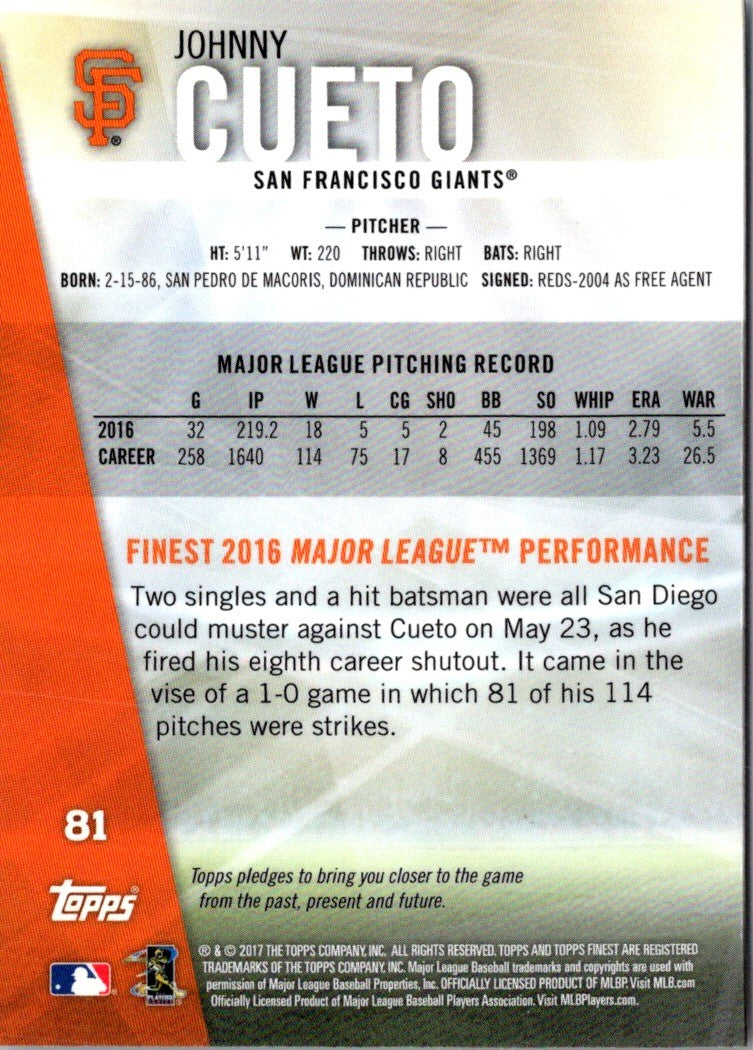 SF®
JOHNNY
CUETO
SAN FRANCISCO GIANTS®
— PITCHER —
HT: 5'11" WT: 220 THROWS: RIGHT BATS: RIGHT
BORN: 2-15-86, SAN PEDRO DE MACORIS, DOMINICAN REPUBLIC SIGNED: REDS-2004 AS FREE AGENT
MAJOR LEAGUE PITCHING RECORD
G IP W L CG SHO BB SO WHIP ERA WAR
2016 32 219.2 18 5 5 2 45 198 1.09 2.79 5.5
CAREER 258 1640 114 75 17 8 455 1369 1.17 3.23 26.5
FINEST 2016 MAJOR LEAGUE™ PERFORMANCE
Two singles and a hit batsman were all San Diego
could muster against Cueto on May 23, as he
fired his eighth career shutout. It came in the
vise of a 1-0 game in which 81 of his 114
pitches were strikes.
81
Topps®
Topps pledges to bring you closer to the game
from the past, present and future.
® & © 2017 THE TOPPS COMPANY, INC. ALL RIGHTS RESERVED. TOPPS AND TOPPS FINEST ARE REGISTERED
TRADEMARKS OF THE TOPPS COMPANY, INC. Major League Baseball trademarks and copyrights are used with
permission of Major League Baseball Properties, Inc. OFFICIALLY LICENSED PRODUCT OF MLBP. Visit MLB.com
Officially Licensed Product of Major League Baseball Players Association. Visit MLBPlayers.com.
PLAYERS